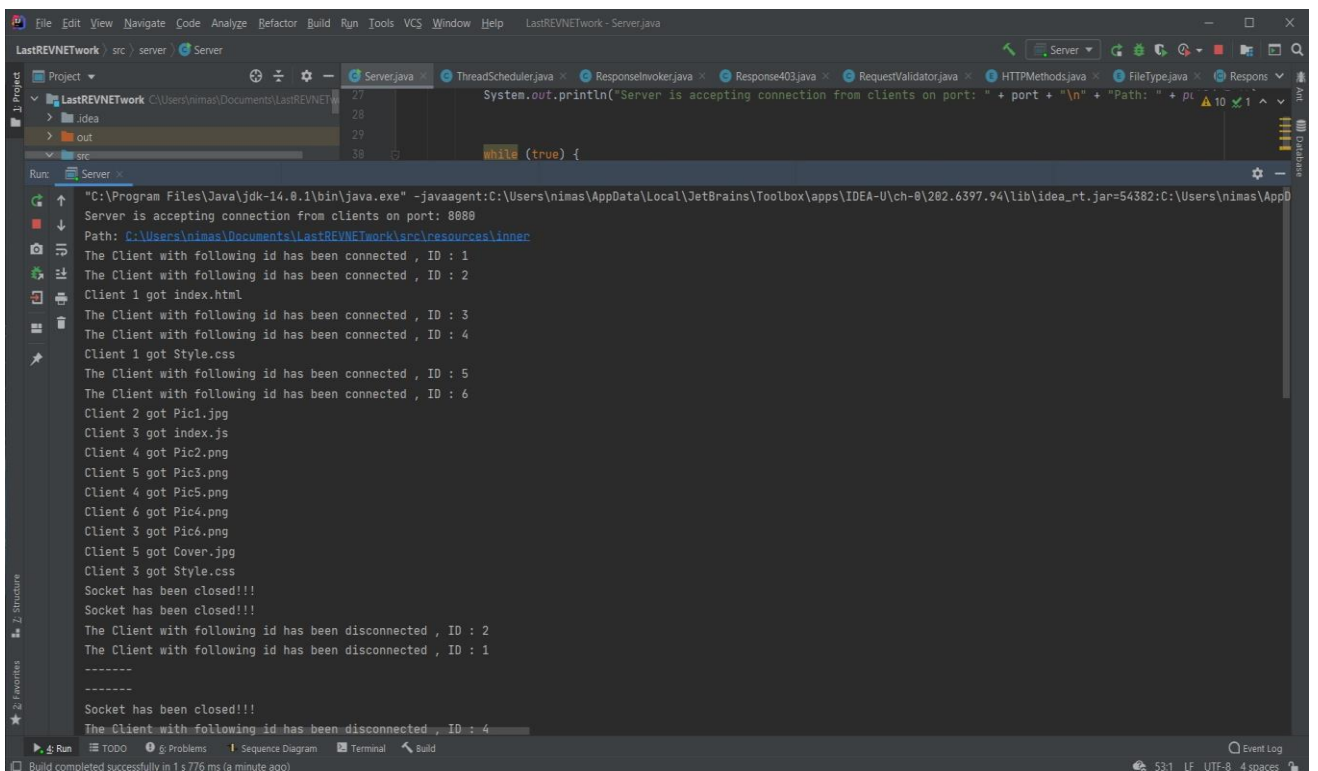 File Edit View Navigate Code Analyze Refactor Build Run Tools VCS Window Help LastREVNETwork - Server.java
LastREVNETwork src server Server
Server
Project
Server.java ThreadScheduler.java ResponseInvoker.java Response403.java RequestValidator.java HTTPMethods.java FileType.java Respons
1: Project
Ant
Database
LastREVNETwork C:\Users\nimas\Documents\LastREVNETw
.idea
out
src
27 System.out.println("Server is accepting connection from clients on port: " + port + "\n" + "Path: " + pu
10 1
28
29
30 while (true) {
Run: Server
"C:\Program Files\Java\jdk-14.0.1\bin\java.exe" -javaagent:C:\Users\nimas\AppData\Local\JetBrains\Toolbox\apps\IDEA-U\ch-0\202.6397.94\lib\idea_rt.jar=54382:C:\Users\nimas\AppD
Server is accepting connection from clients on port: 8080
Path: C:\Users\nimas\Documents\LastREVNETwork\src\resources\inner
The Client with following id has been connected , ID : 1
The Client with following id has been connected , ID : 2
Client 1 got index.html
The Client with following id has been connected , ID : 3
The Client with following id has been connected , ID : 4
Client 1 got Style.css
The Client with following id has been connected , ID : 5
The Client with following id has been connected , ID : 6
Client 2 got Pic1.jpg
Client 3 got index.js
Client 4 got Pic2.png
Client 5 got Pic3.png
Client 4 got Pic5.png
Client 6 got Pic4.png
Client 3 got Pic6.png
Client 5 got Cover.jpg
Client 3 got Style.css
Socket has been closed!!!
Socket has been closed!!!
The Client with following id has been disconnected , ID : 2
The Client with following id has been disconnected , ID : 1
-------
-------
Socket has been closed!!!
The Client with following id has been disconnected , ID : 4
Z: Structure
2: Favorites
4: Run TODO 6: Problems Sequence Diagram Terminal Build
Event Log
Build completed successfully in 1 s 776 ms (a minute ago)
53:1 LF UTF-8 4 spaces